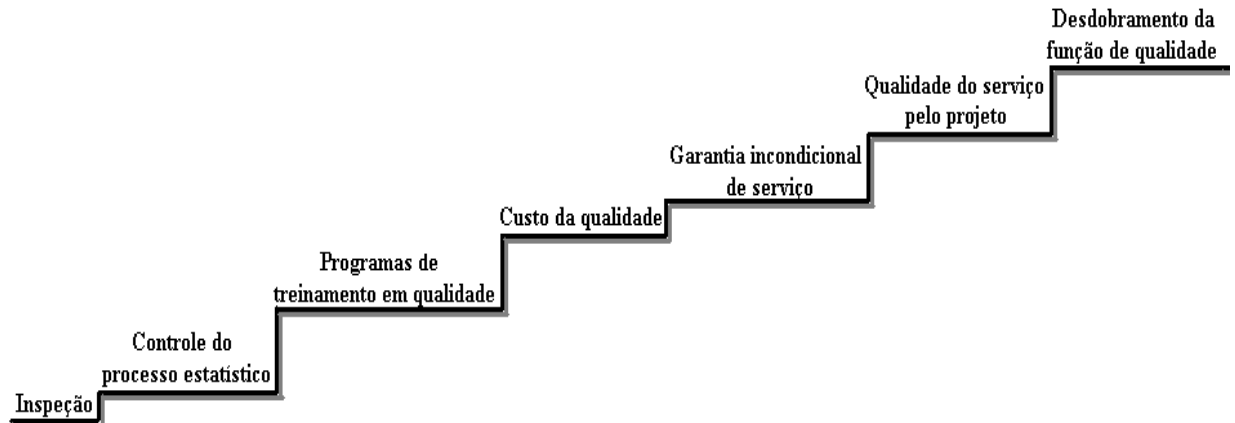 Desdobramento da
função de qualidade
Qualidade do serviço
pelo projeto
Garantia incondicional
de serviço
Custo da qualidade
Programas de
treinamento em qualidade
Controle do
processo estatístico
Inspeção